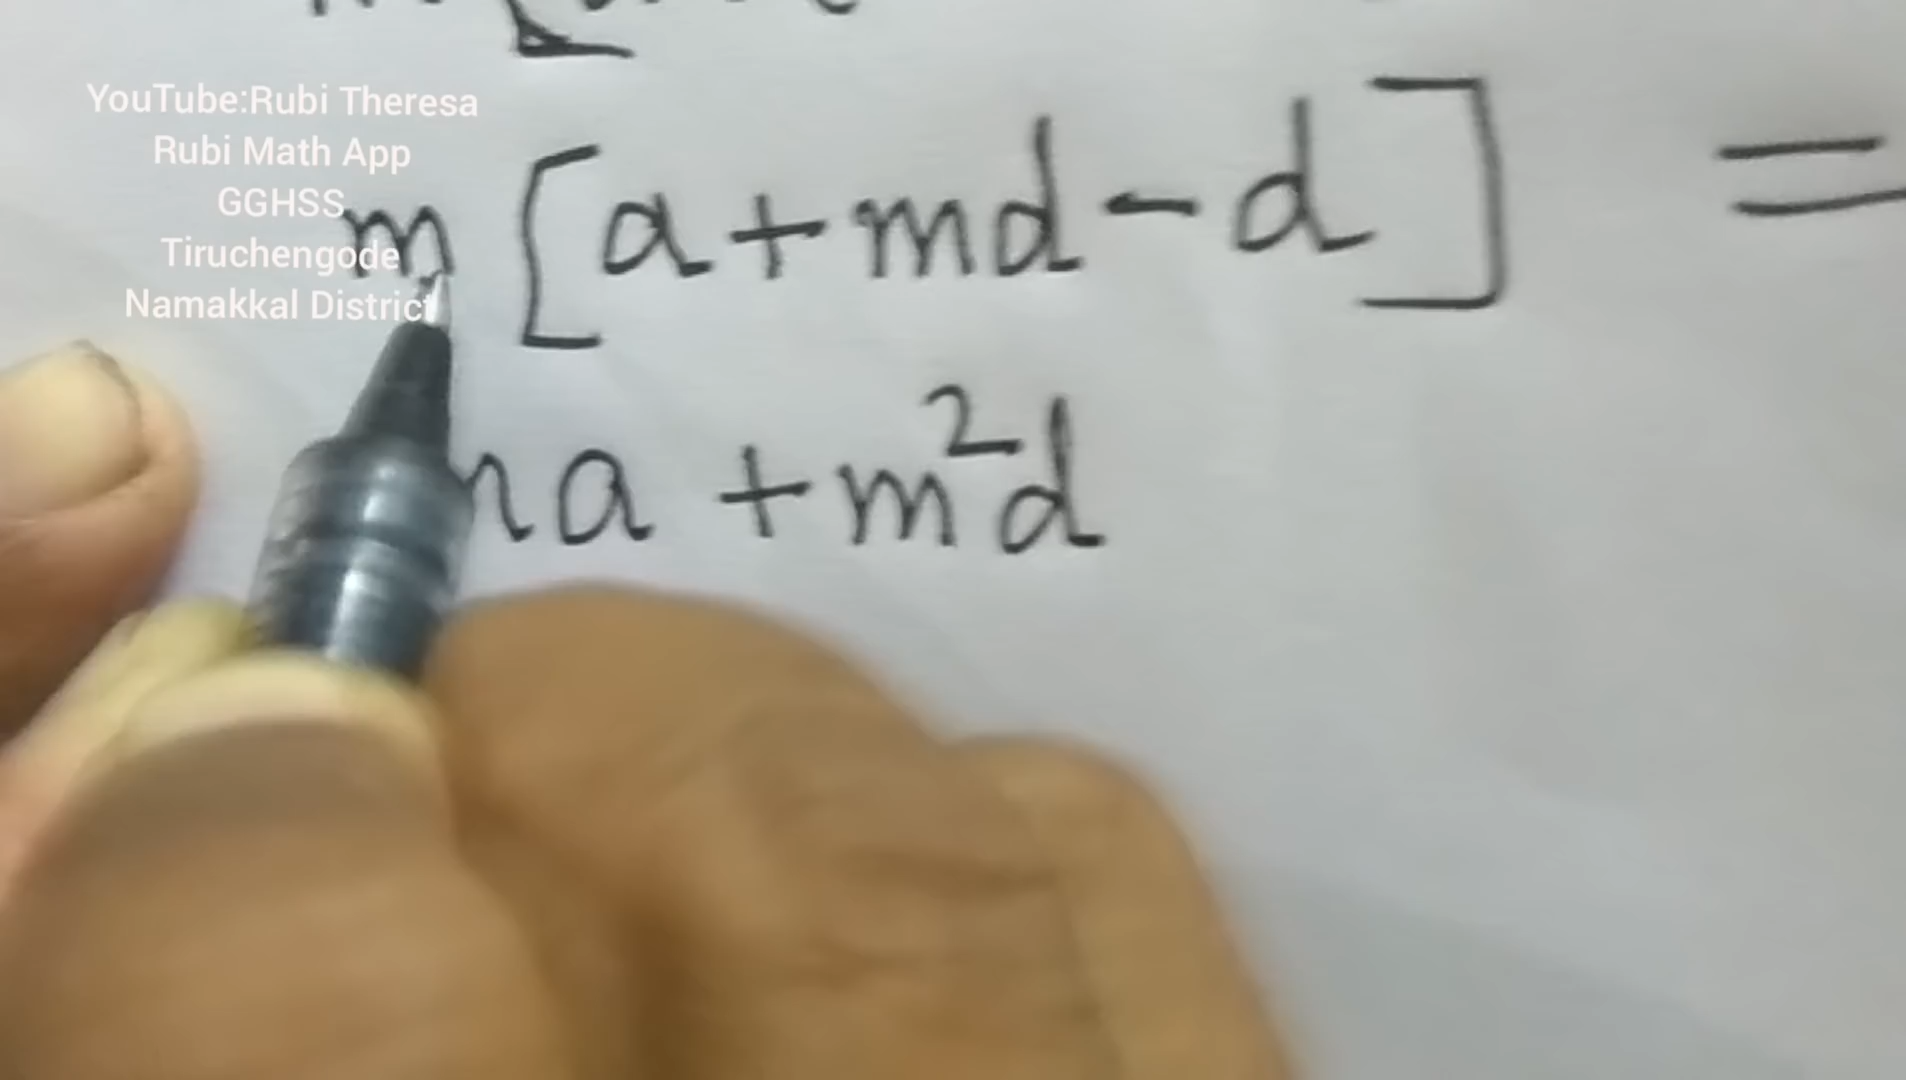 YouTube:Rubi Theresa
Rubi Math App
GGHSS
Tiruchengode
Namakkal District
m [a+md-d] =
a + m²d